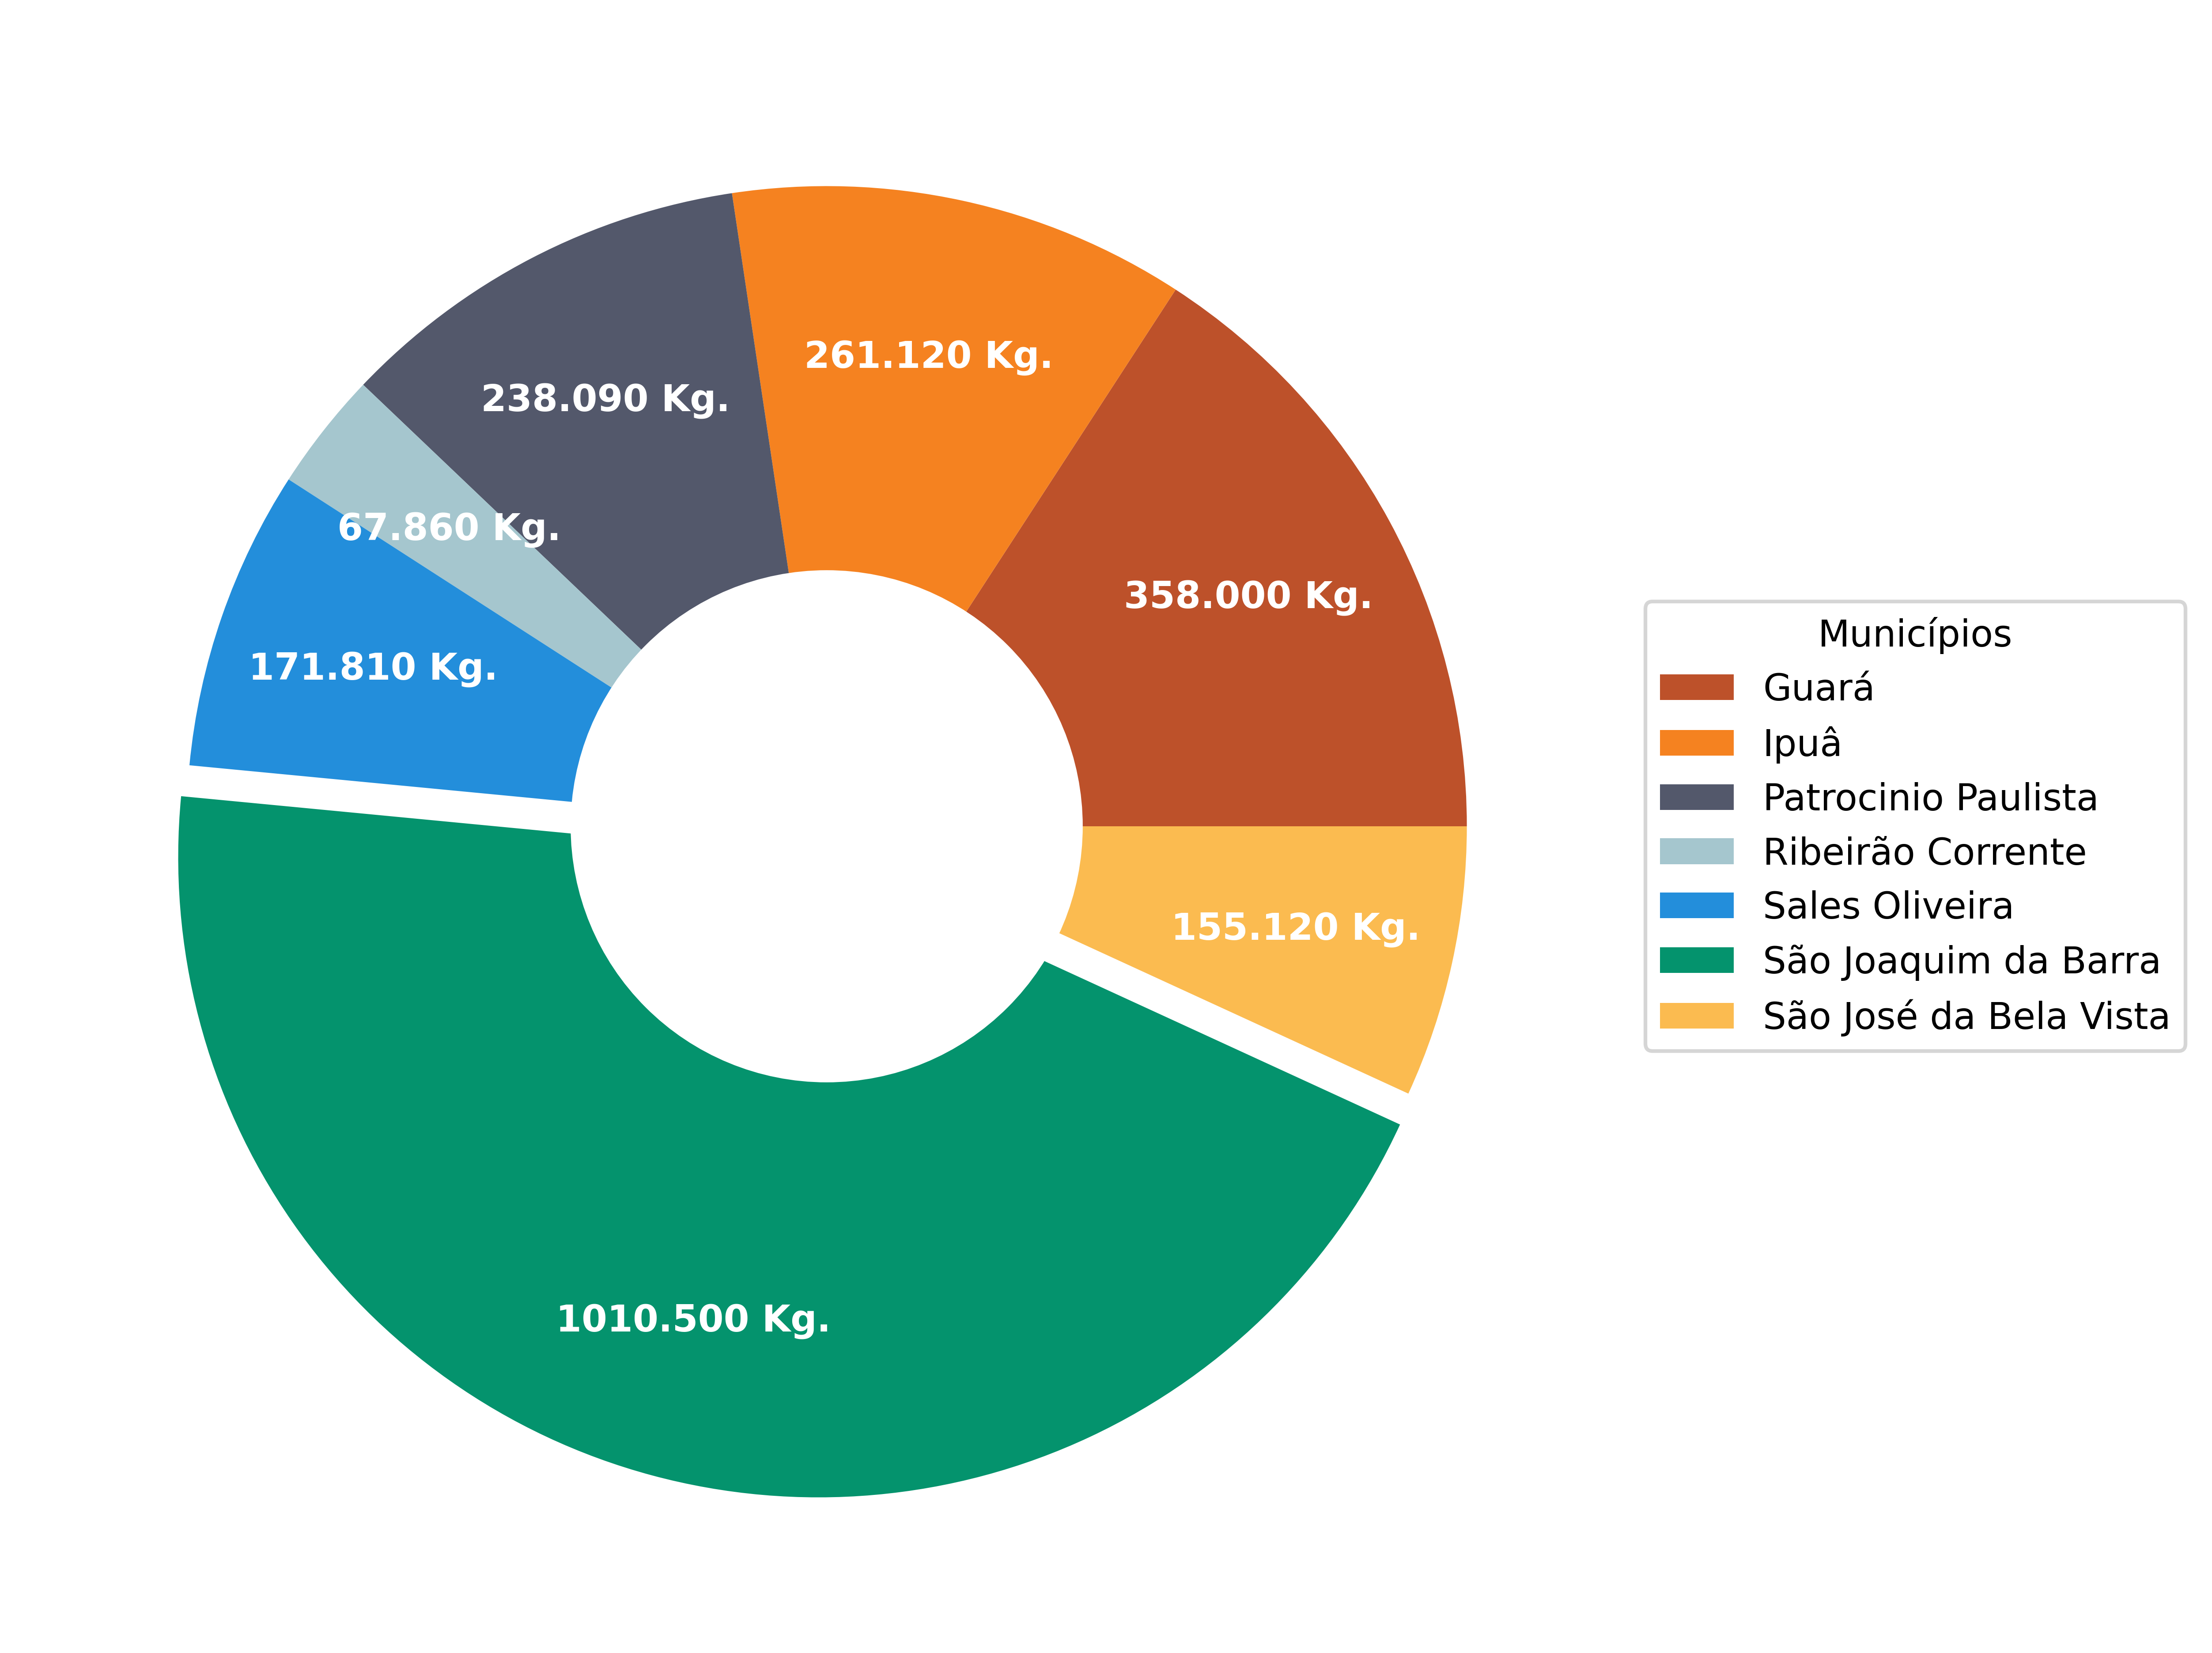 261.120 Kg.
238.090 Kg.
67.860 Kg.
358.000 Kg.
171.810 Kg.
155.120 Kg.
1010.500 Kg.
Municípios
Guará
Ipuâ
Patrocinio Paulista
Ribeirão Corrente
Sales Oliveira
São Joaquim da Barra
São José da Bela Vista